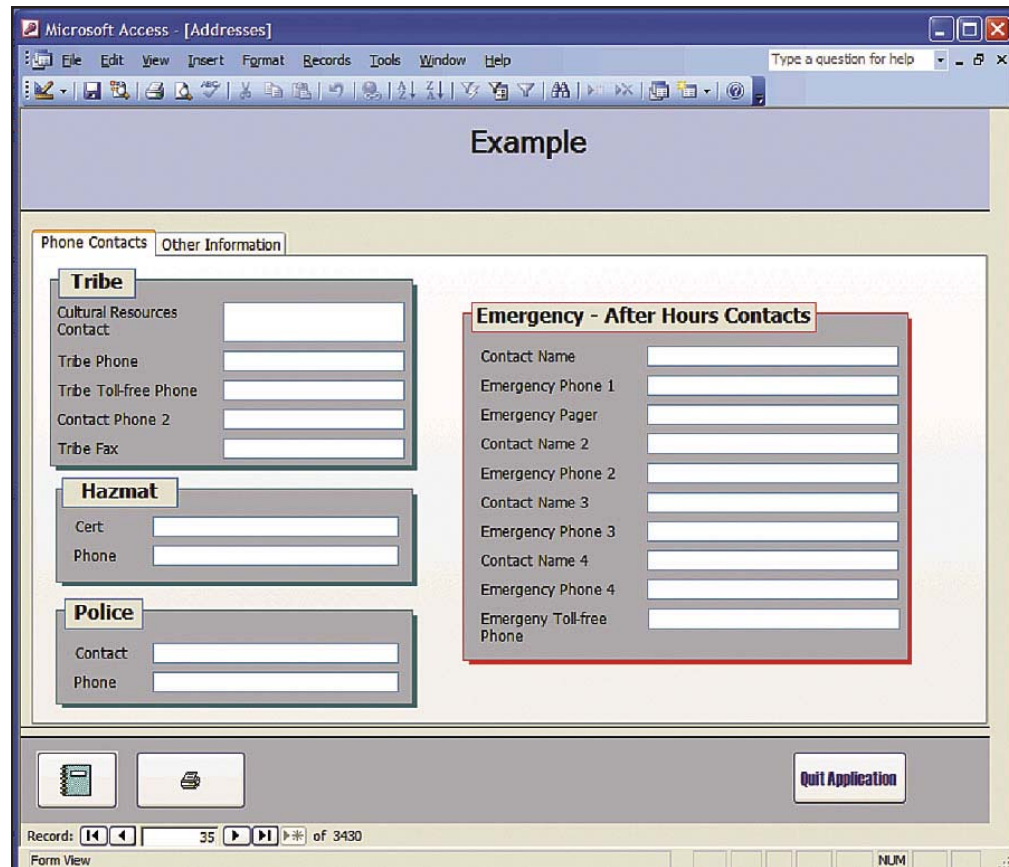 Microsoft Access - [Addresses]
File Edit View Insert Format Records Tools Window Help Type a question for help
Example
Phone Contacts Other Information
Tribe
Cultural Resources
Contact
Tribe Phone
Tribe Toll-free Phone
Contact Phone 2
Tribe Fax
Hazmat
Cert
Phone
Police
Contact
Phone
Emergency - After Hours Contacts
Contact Name
Emergency Phone 1
Emergency Pager
Contact Name 2
Emergency Phone 2
Contact Name 3
Emergency Phone 3
Contact Name 4
Emergency Phone 4
Emergeny Toll-free
Phone
Quit Application
Record: 35 of 3430
Form View NUM